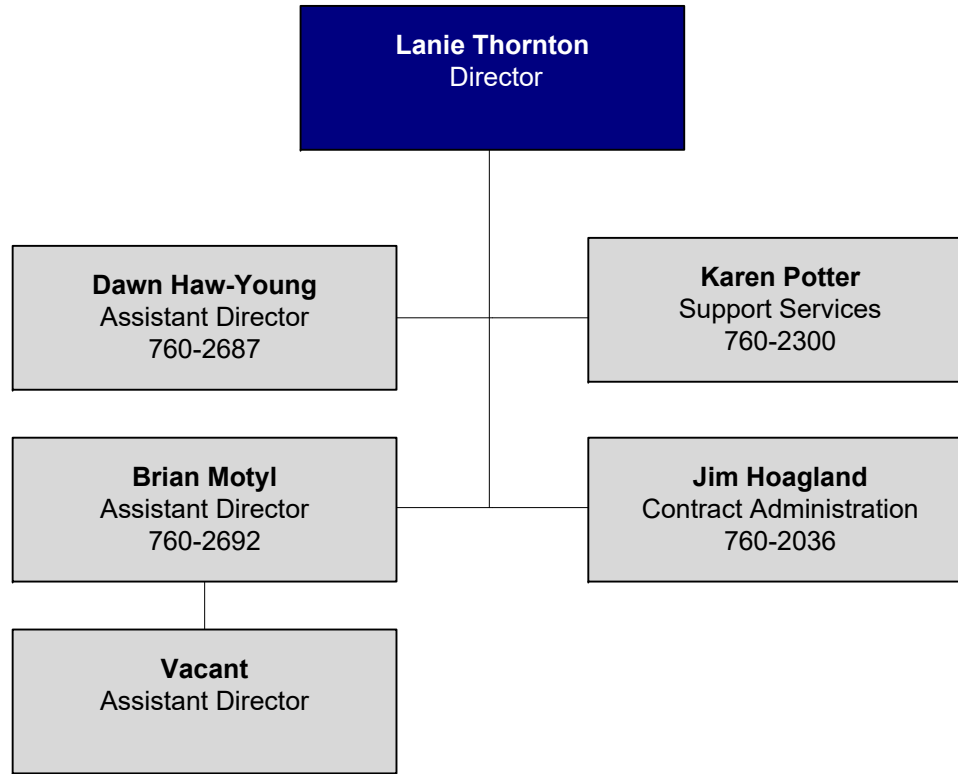 Lanie Thornton
Director
Dawn Haw-Young
Assistant Director
760-2687
Karen Potter
Support Services
760-2300
Brian Motyl
Assistant Director
760-2692
Jim Hoagland
Contract Administration
760-2036
Vacant
Assistant Director